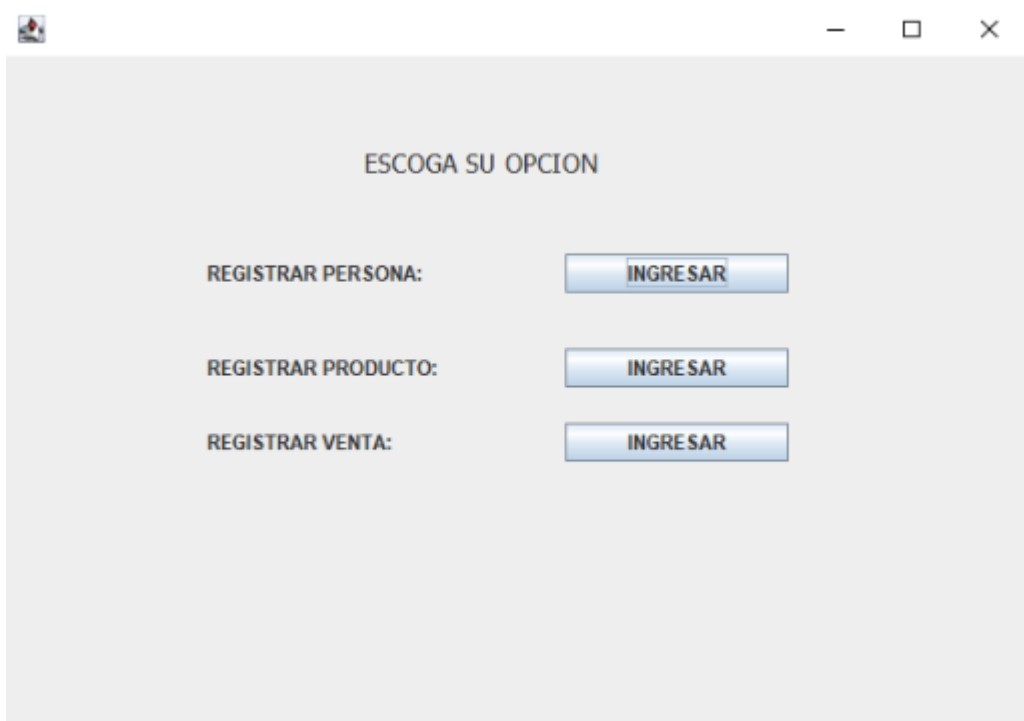 ESCOGA SU OPCION
REGISTRAR PERSONA: INGRESAR
REGISTRAR PRODUCTO: INGRESAR
REGISTRAR VENTA: INGRESAR